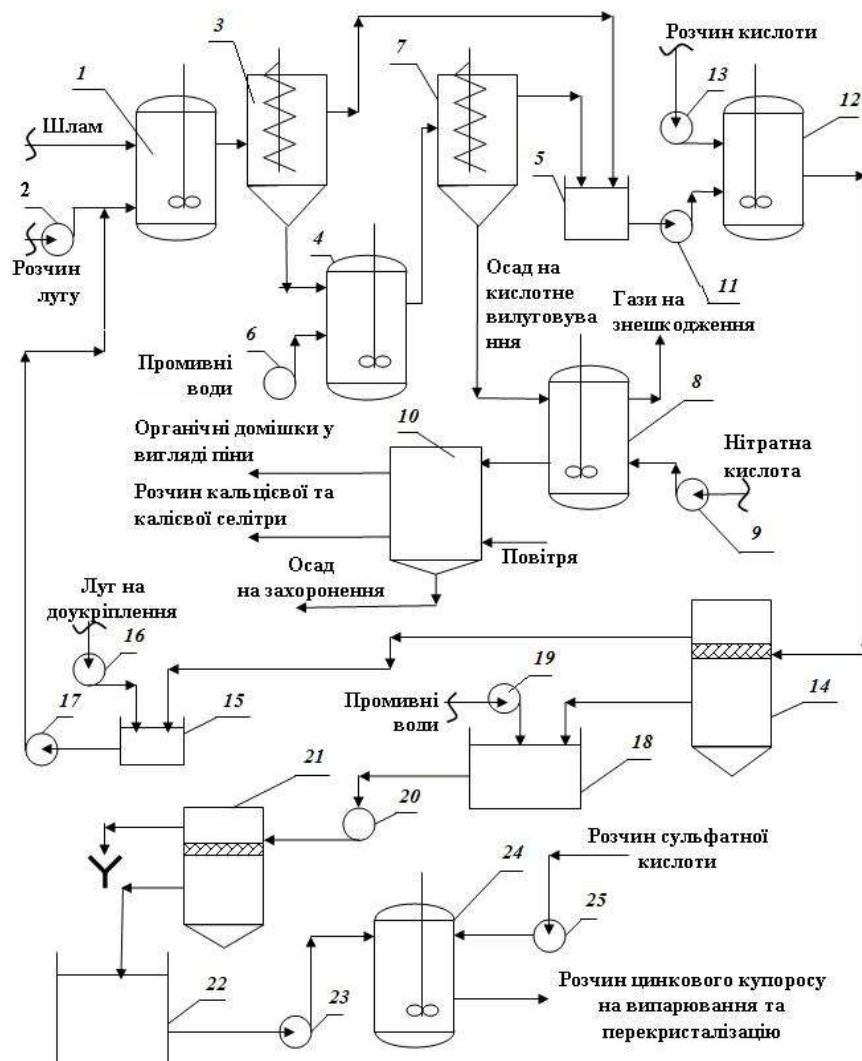 Розчин кислоти
3
7
13
12
1
Шлам
2
5
4
Розчин
лугу
11
Осад на
кислотне
вилуговува
ння
Гази на
знешкодження
6
Промивні
води
8
10
Органічні домішки у
вигляді піни
Нітратна
кислота
Розчин кальцієвої та
калієвої селітри
9
Повітря
Осад
на захоронення
Луг на
доукріплення
16
19
14
17
15
Промивні
води
18
21
20
Розчин сульфатної
кислоти
24
25
22
23
Розчин цинкового купоросу
на випарювання та
перекристалізацію